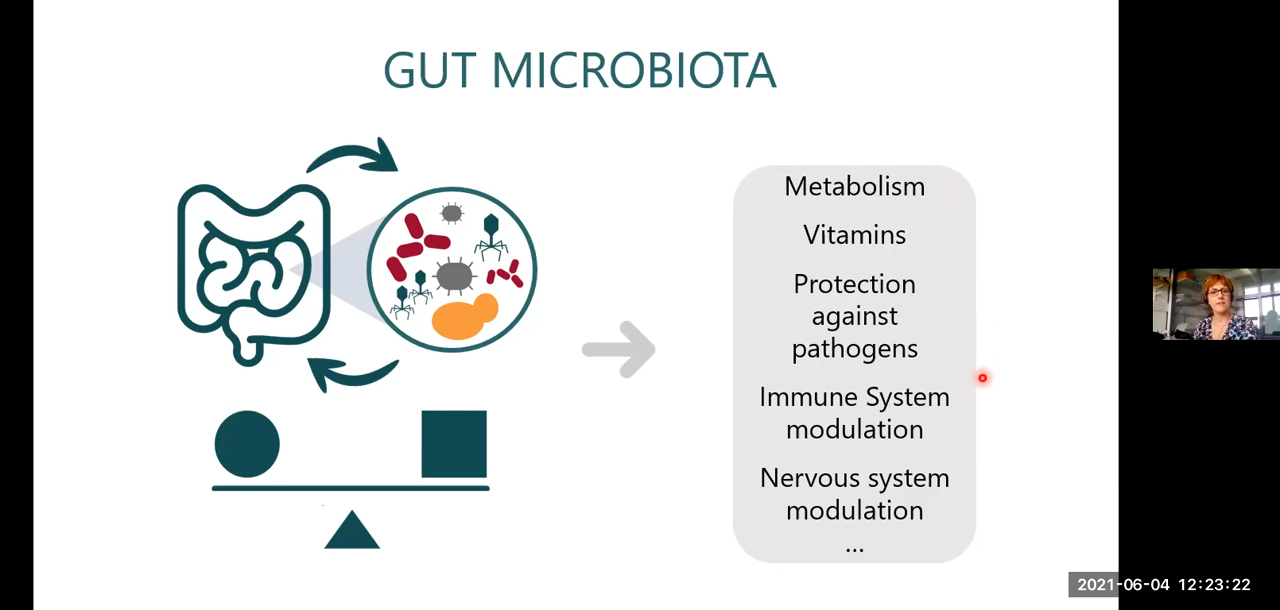 GUT MICROBIOTA
Metabolism
Vitamins
Protection
against
pathogens
Immune System
modulation
Nervous system
modulation
...
2021-06-04 12:23:22